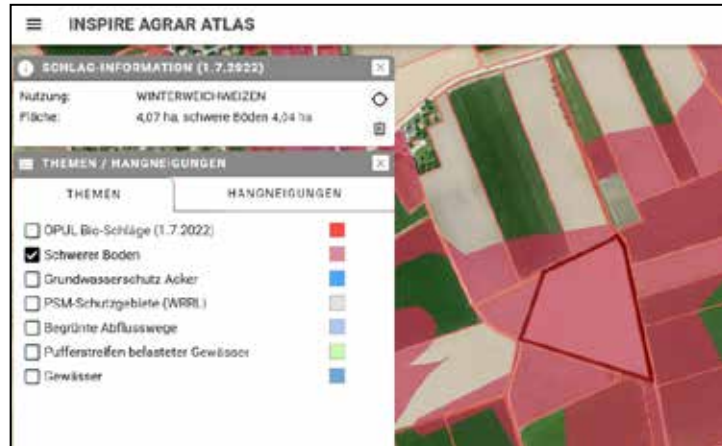 INSPIRE AGRAR ATLAS
SCHLAG-INFORMATION (1.7.2022)
Nutzung: WINTERWEICHWEIZEN
Fläche: 4,07 ha, schwere Böden 4,04 ha
THEMEN / HANGNEIGUNGEN
THEMEN HANGNEIGUNGEN
ÖPUL Bio-Schläge (1.7.2022)
Schwerer Boden
Grundwasserschutz Acker
PSM-Schutzgebiete (WRRL)
Begrünte Abflusswege
Pufferstreifen belasteter Gewässer
Gewässer